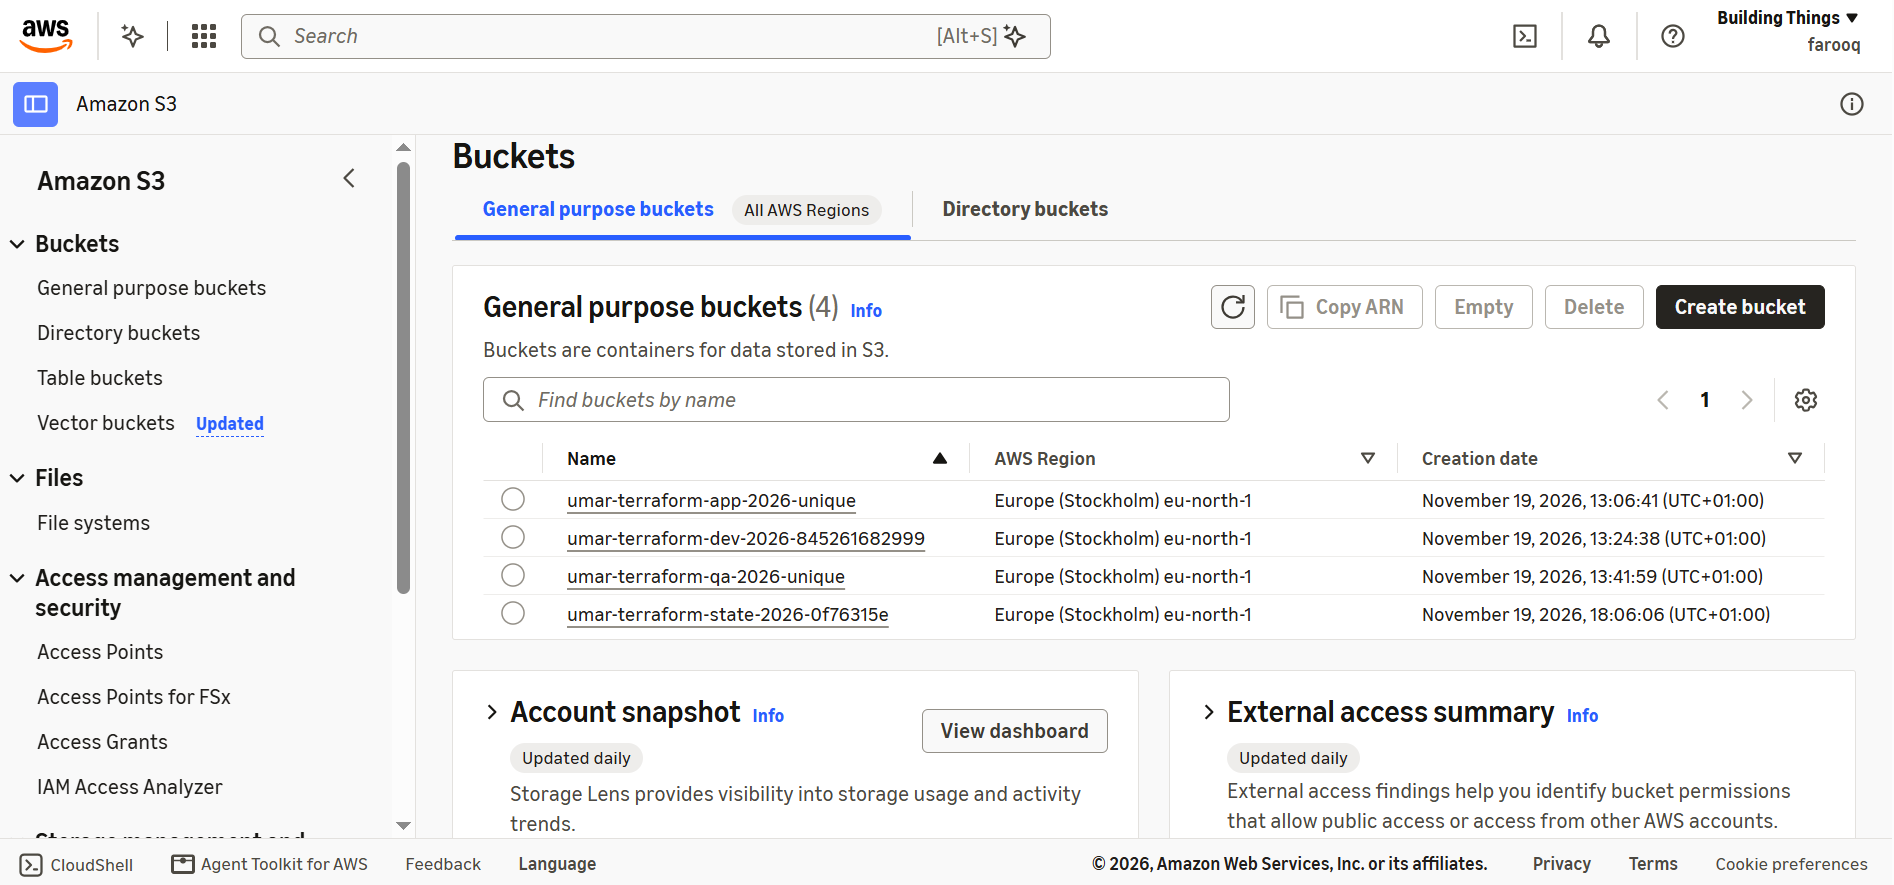 aws
Search [Alt+S]
Building Things
farooq
Amazon S3
Amazon S3
Buckets
General purpose buckets
Directory buckets
Table buckets
Vector buckets Updated
Files
File systems
Access management and
security
Access Points
Access Points for FSx
Access Grants
IAM Access Analyzer
Storage management and
Buckets
General purpose buckets All AWS Regions Directory buckets
General purpose buckets (4) Info
Copy ARN Empty Delete Create bucket
Buckets are containers for data stored in S3.
Find buckets by name
1
Name AWS Region Creation date
umar-terraform-app-2026-unique Europe (Stockholm) eu-north-1 November 19, 2026, 13:06:41 (UTC+01:00)
umar-terraform-dev-2026-845261682999 Europe (Stockholm) eu-north-1 November 19, 2026, 13:24:38 (UTC+01:00)
umar-terraform-qa-2026-unique Europe (Stockholm) eu-north-1 November 19, 2026, 13:41:59 (UTC+01:00)
umar-terraform-state-2026-0f76315e Europe (Stockholm) eu-north-1 November 19, 2026, 18:06:06 (UTC+01:00)
Account snapshot Info
View dashboard
Updated daily
Storage Lens provides visibility into storage usage and activity
trends.
External access summary Info
Updated daily
External access findings help you identify bucket permissions
that allow public access or access from other AWS accounts.
CloudShell Agent Toolkit for AWS Feedback Language © 2026, Amazon Web Services, Inc. or its affiliates. Privacy Terms Cookie preferences